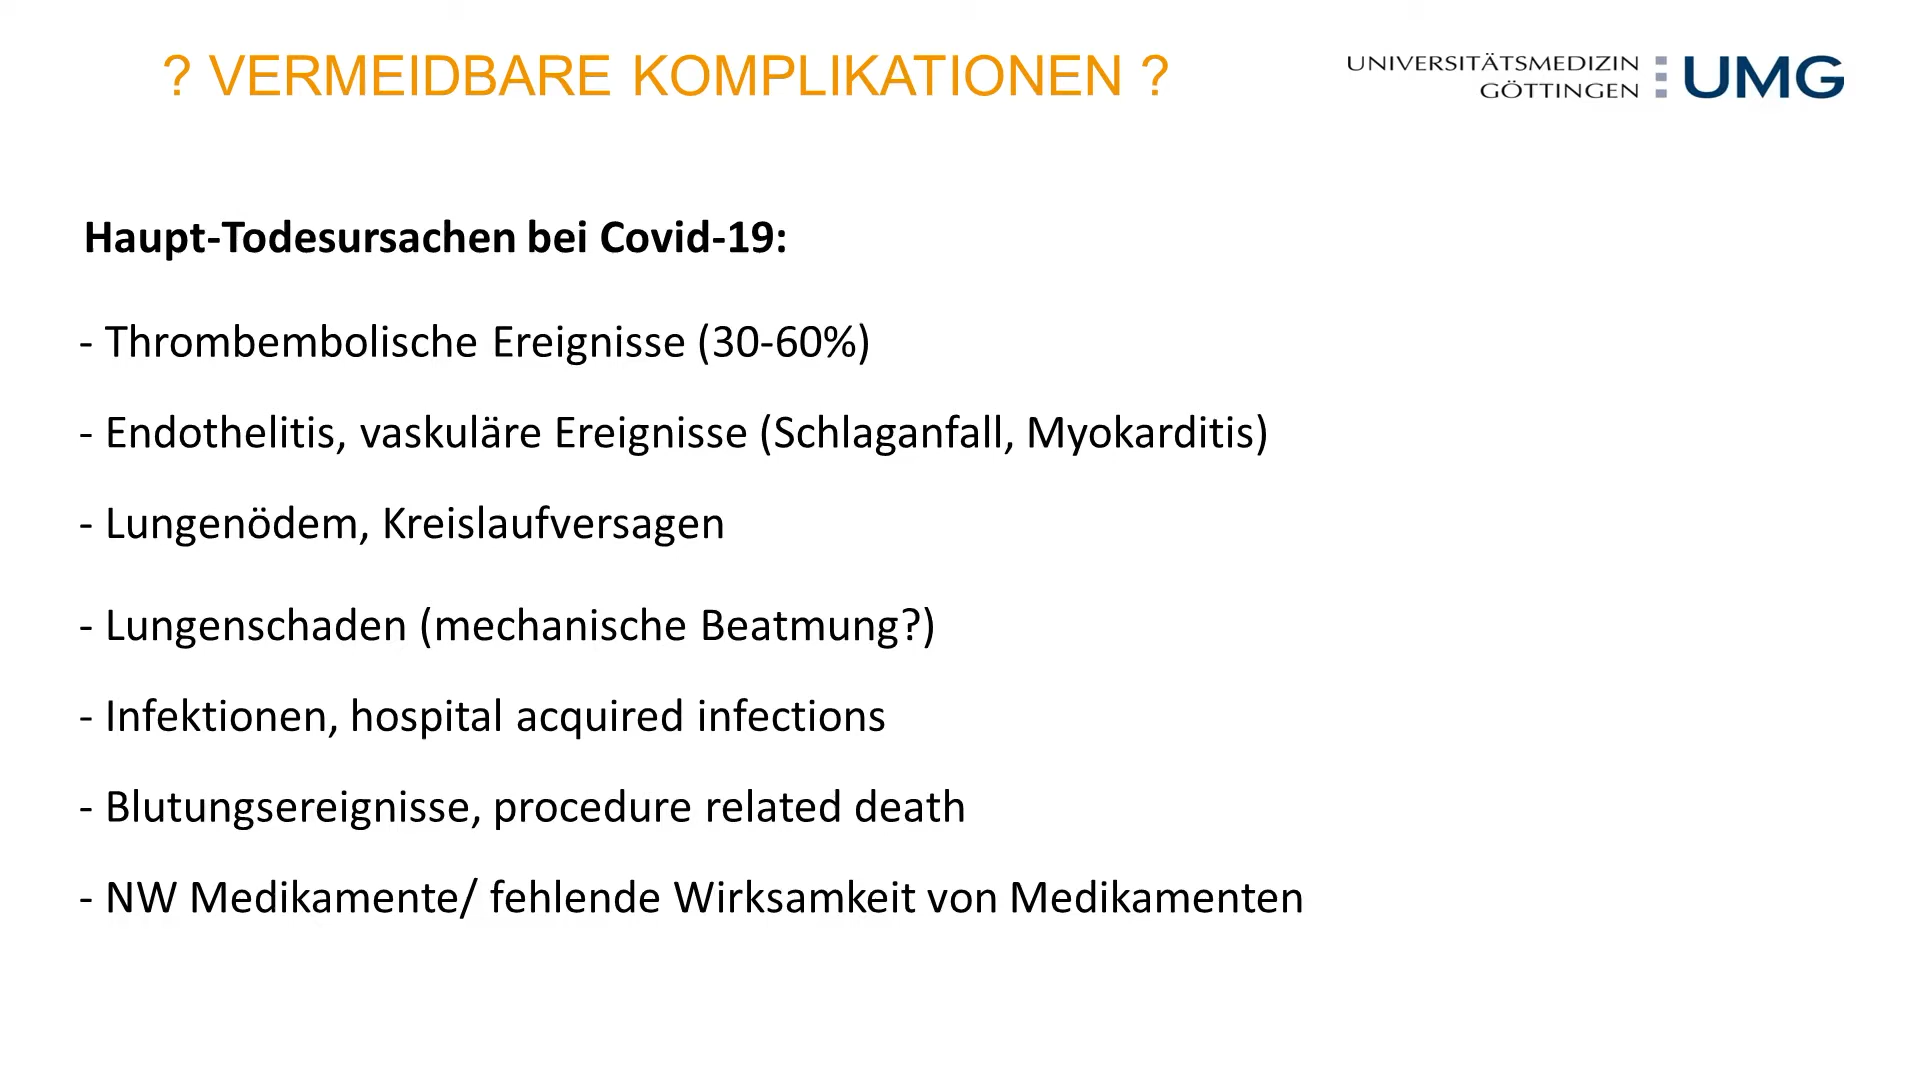 ? VERMEIDBARE KOMPLIKATIONEN ?
UNIVERSITÄTSMEDIZIN
GÖTTINGEN
UMG
Haupt-Todesursachen bei Covid-19:
- Thrombembolische Ereignisse (30-60%)
- Endothelitis, vaskuläre Ereignisse (Schlaganfall, Myokarditis)
- Lungenödem, Kreislaufversagen
- Lungenschaden (mechanische Beatmung?)
- Infektionen, hospital acquired infections
- Blutungsereignisse, procedure related death
- NW Medikamente/ fehlende Wirksamkeit von Medikamenten